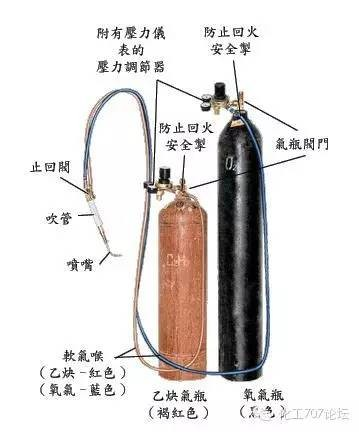 附有壓力儀
表的
壓力調節器
防止回火
安全掣
防止回火
安全掣
氣瓶閥門
止回閥
吹管
噴嘴
O₂
C₂H₂
軟氣喉
(乙炔-紅色)
(氧氣-藍色)
乙炔氣瓶
(褐紅色)
氧氣瓶
(黑色)
化工707论坛